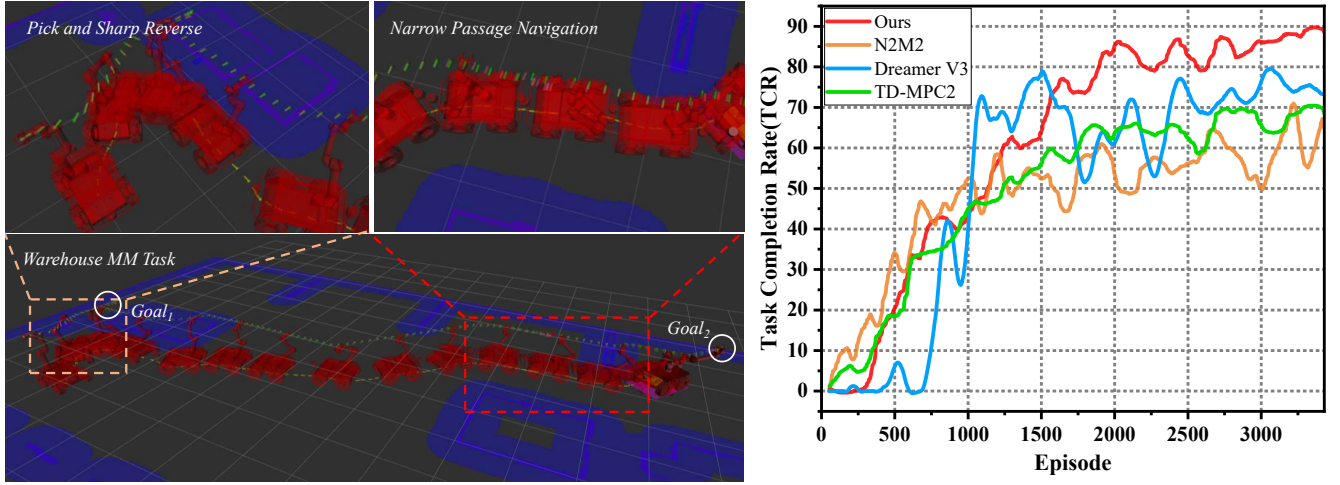 Pick and Sharp Reverse
Narrow Passage Navigation
Warehouse MM Task
Goal1
Goal2
Task Completion Rate(TCR)
90
80
70
60
50
40
30
20
10
0
Ours
N2M2
Dreamer V3
TD-MPC2
0 500 1000 1500 2000 2500 3000
Episode